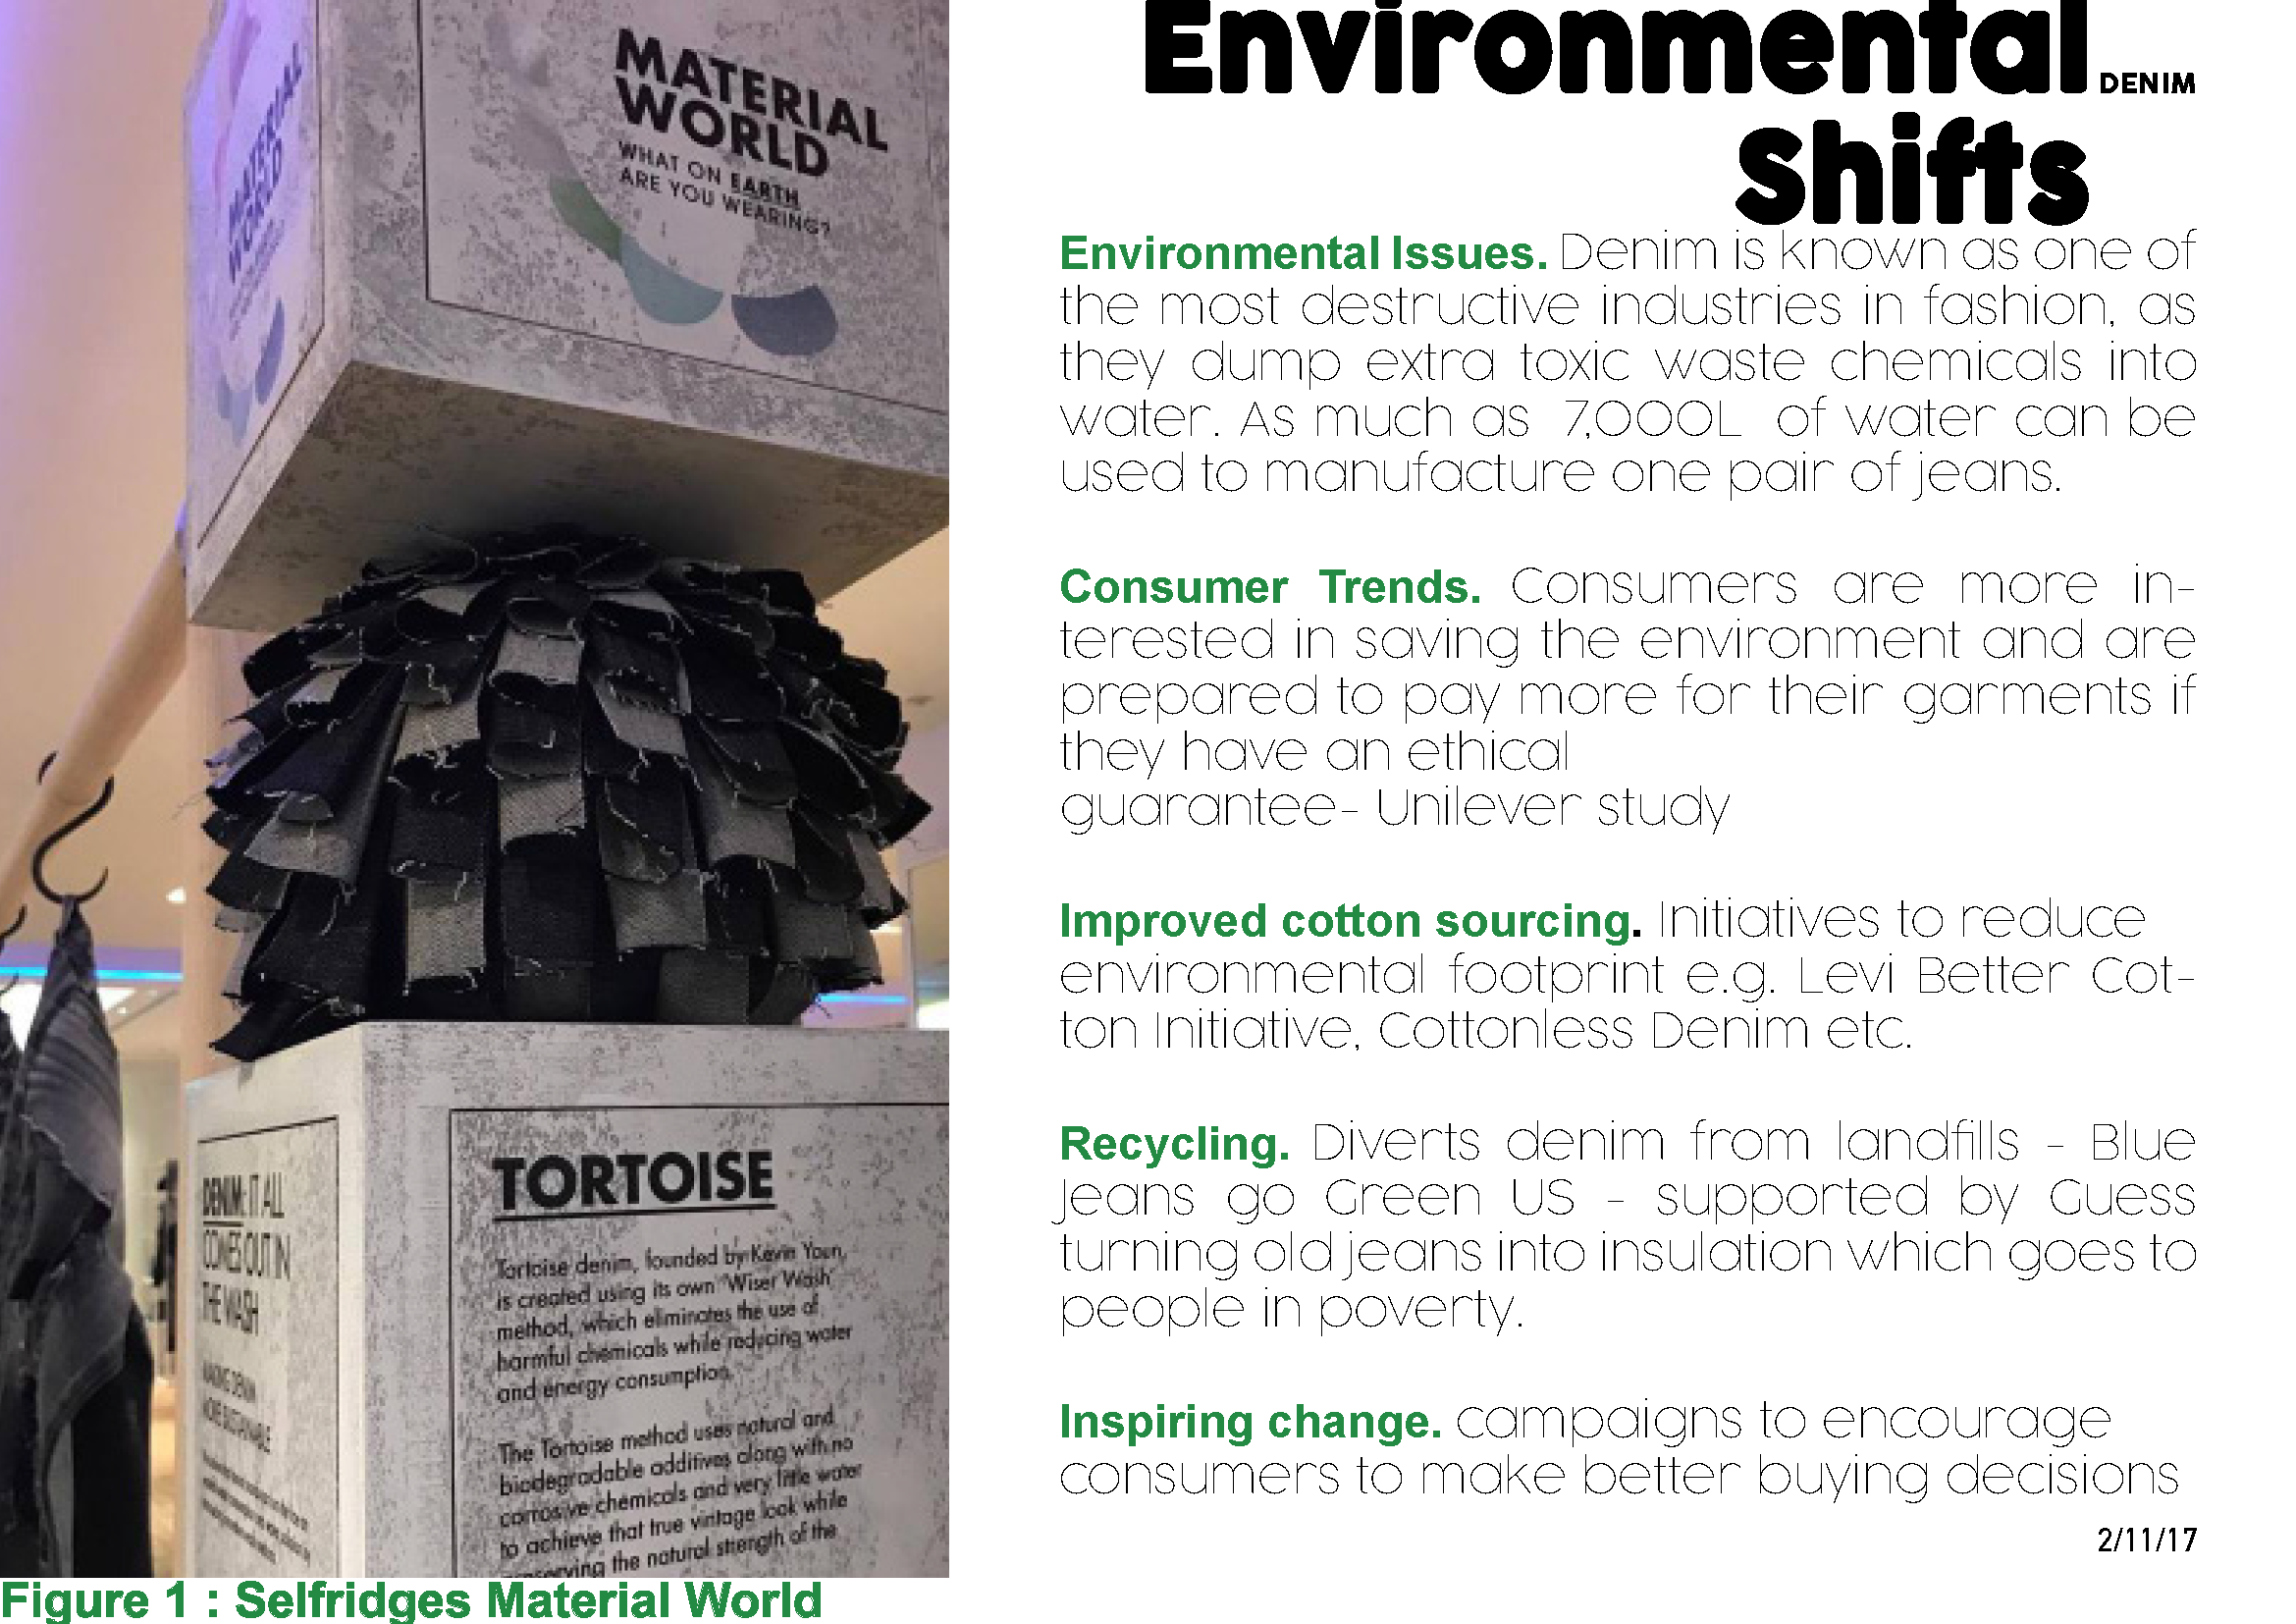 MATERIAL
WORLD
WHAT ON EARTH
ARE YOU WEARING?
MATERIAL
WORLD
TORTOISE
Tortoise denim, founded by Kevin Youn,
is created using its own 'Wiser Wash'
method, which eliminates the use of
harmful chemicals while reducing water
and energy consumption.
The Tortoise method uses natural and
biodegradable additives along with no
corrosive chemicals and very little water
to achieve that true vintage look while
preserving the natural strength of the
DENIM: IT ALL
COMES OUT IN
THE WASH
MAKING DENIM
MORE SUSTAINABLE
Figure 1 : Selfridges Material World
Environmental
DENIM
Shifts
Environmental Issues. Denim is known as one of
the most destructive industries in fashion, as
they dump extra toxic waste chemicals into
water. As much as 7,000L of water can be
used to manufacture one pair of jeans.
Consumer Trends. Consumers are more in-
terested in saving the environment and are
prepared to pay more for their garments if
they have an ethical
guarantee- Unilever study
Improved cotton sourcing. Initiatives to reduce
environmental footprint e.g. Levi Better Cot-
ton Initiative, Cottonless Denim etc.
Recycling. Diverts denim from landfills - Blue
Jeans go Green US - supported by Guess
turning old jeans into insulation which goes to
people in poverty.
Inspiring change. campaigns to encourage
consumers to make better buying decisions
2/11/17